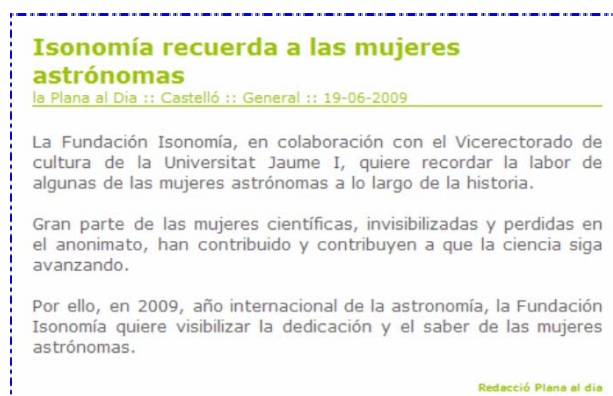 Isonomía recuerda a las mujeres
astrónomas
la Plana al Dia :: Castelló :: General :: 19-06-2009
La Fundación Isonomía, en colaboración con el Vicerectorado de
cultura de la Universitat Jaume I, quiere recordar la labor de
algunas de las mujeres astrónomas a lo largo de la historia.
Gran parte de las mujeres científicas, invisibilizadas y perdidas en
el anonimato, han contribuido y contribuyen a que la ciencia siga
avanzando.
Por ello, en 2009, año internacional de la astronomía, la Fundación
Isonomía quiere visibilizar la dedicación y el saber de las mujeres
astrónomas.
Redacció Plana al dia